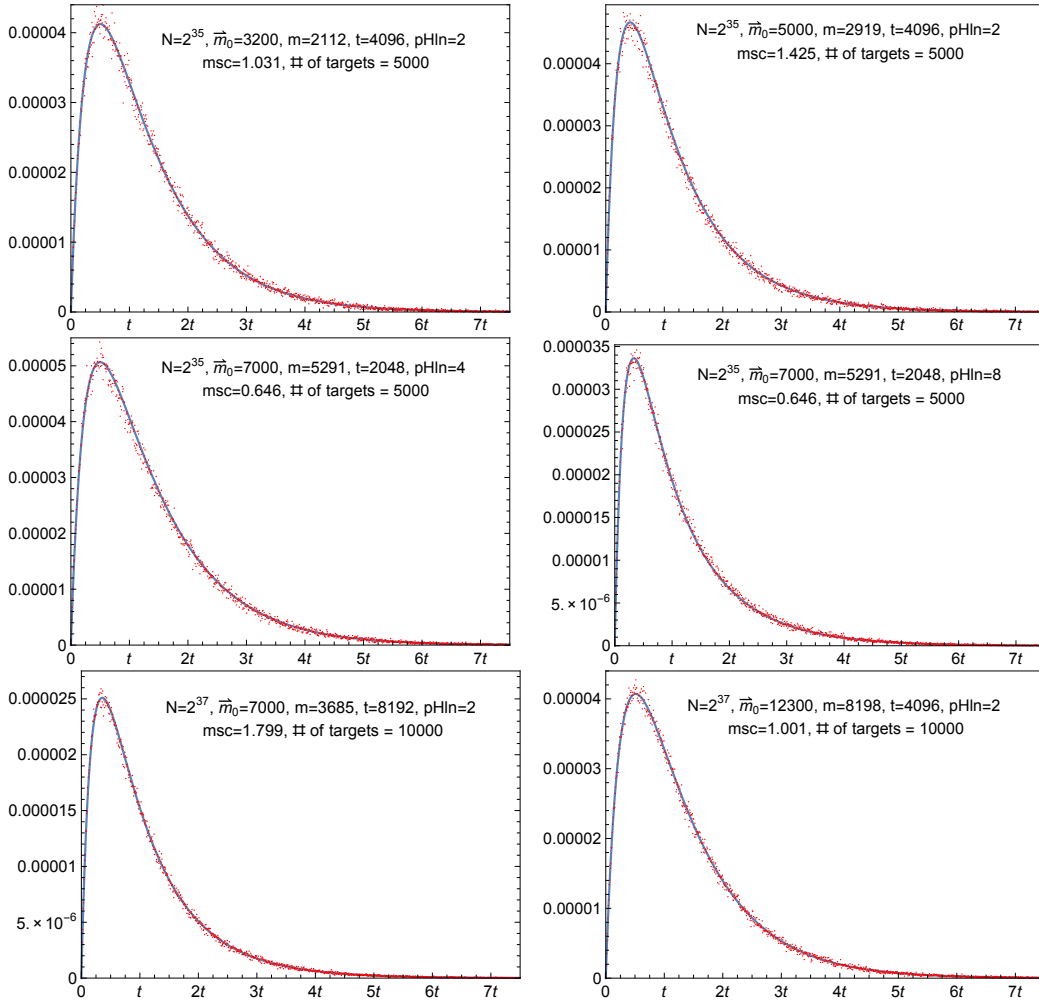 0.00004
0.00003
0.00002
0.00001
0
N=2^35, m⃗0=3200, m=2112, t=4096, pHln=2
msc=1.031, # of targets = 5000
0 t 2t 3t 4t 5t 6t 7t
0.00004
0.00003
0.00002
0.00001
0
N=2^35, m⃗0=5000, m=2919, t=4096, pHln=2
msc=1.425, # of targets = 5000
0 t 2t 3t 4t 5t 6t 7t
0.00005
0.00004
0.00003
0.00002
0.00001
0
N=2^35, m⃗0=7000, m=5291, t=2048, pHln=4
msc=0.646, # of targets = 5000
0 t 2t 3t 4t 5t 6t 7t
0.000035
0.00003
0.000025
0.00002
0.000015
0.00001
5.×10^-6
0
N=2^35, m⃗0=7000, m=5291, t=2048, pHln=8
msc=0.646, # of targets = 5000
0 t 2t 3t 4t 5t 6t 7t
0.000025
0.00002
0.000015
0.00001
5.×10^-6
0
N=2^37, m⃗0=7000, m=3685, t=8192, pHln=2
msc=1.799, # of targets = 10000
0 t 2t 3t 4t 5t 6t 7t
0.00004
0.00003
0.00002
0.00001
0
N=2^37, m⃗0=12300, m=8198, t=4096, pHln=2
msc=1.001, # of targets = 10000
0 t 2t 3t 4t 5t 6t 7t